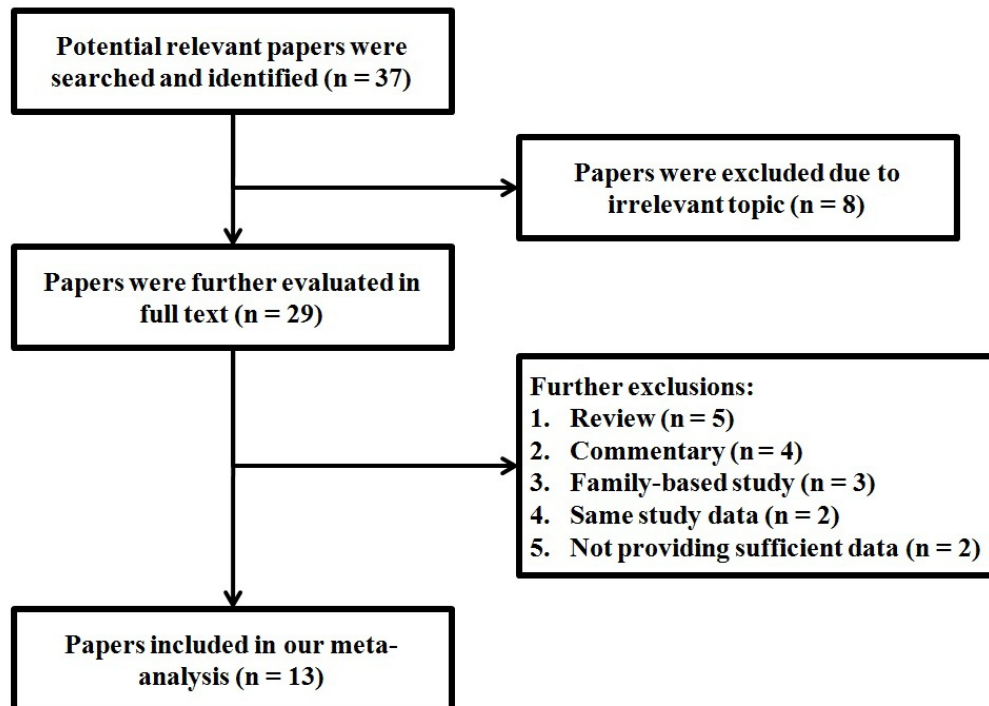 Potential relevant papers were
searched and identified (n = 37)
Papers were excluded due to
irrelevant topic (n = 8)
Papers were further evaluated in
full text (n = 29)
Further exclusions:
1. Review (n = 5)
2. Commentary (n = 4)
3. Family-based study (n = 3)
4. Same study data (n = 2)
5. Not providing sufficient data (n = 2)
Papers included in our meta-
analysis (n = 13)